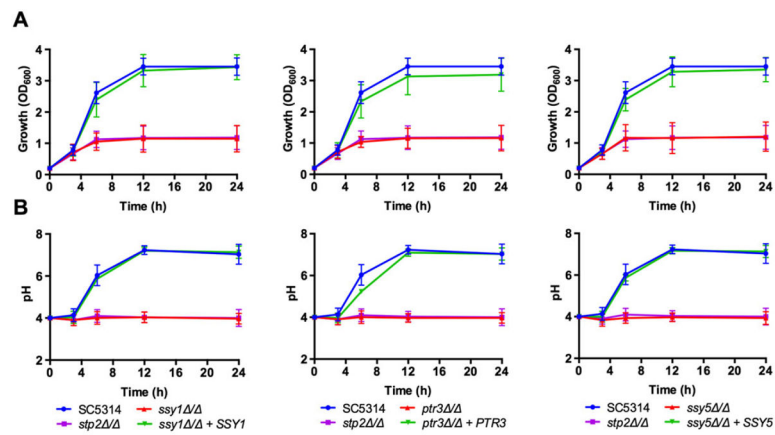 A
Growth (OD600)
4
3
2
1
0
0 4 8 12 16 20 24
Time (h)
Growth (OD600)
4
3
2
1
0
0 4 8 12 16 20 24
Time (h)
Growth (OD600)
4
3
2
1
0
0 4 8 12 16 20 24
Time (h)
B
pH
8
6
4
2
0 4 8 12 16 20 24
Time (h)
pH
8
6
4
2
0 4 8 12 16 20 24
Time (h)
pH
8
6
4
2
0 4 8 12 16 20 24
Time (h)
SC5314 ssy1Δ/Δ
stp2Δ/Δ ssy1Δ/Δ + SSY1
SC5314 ptr3Δ/Δ
stp2Δ/Δ ptr3Δ/Δ + PTR3
SC5314 ssy5Δ/Δ
stp2Δ/Δ ssy5Δ/Δ + SSY5